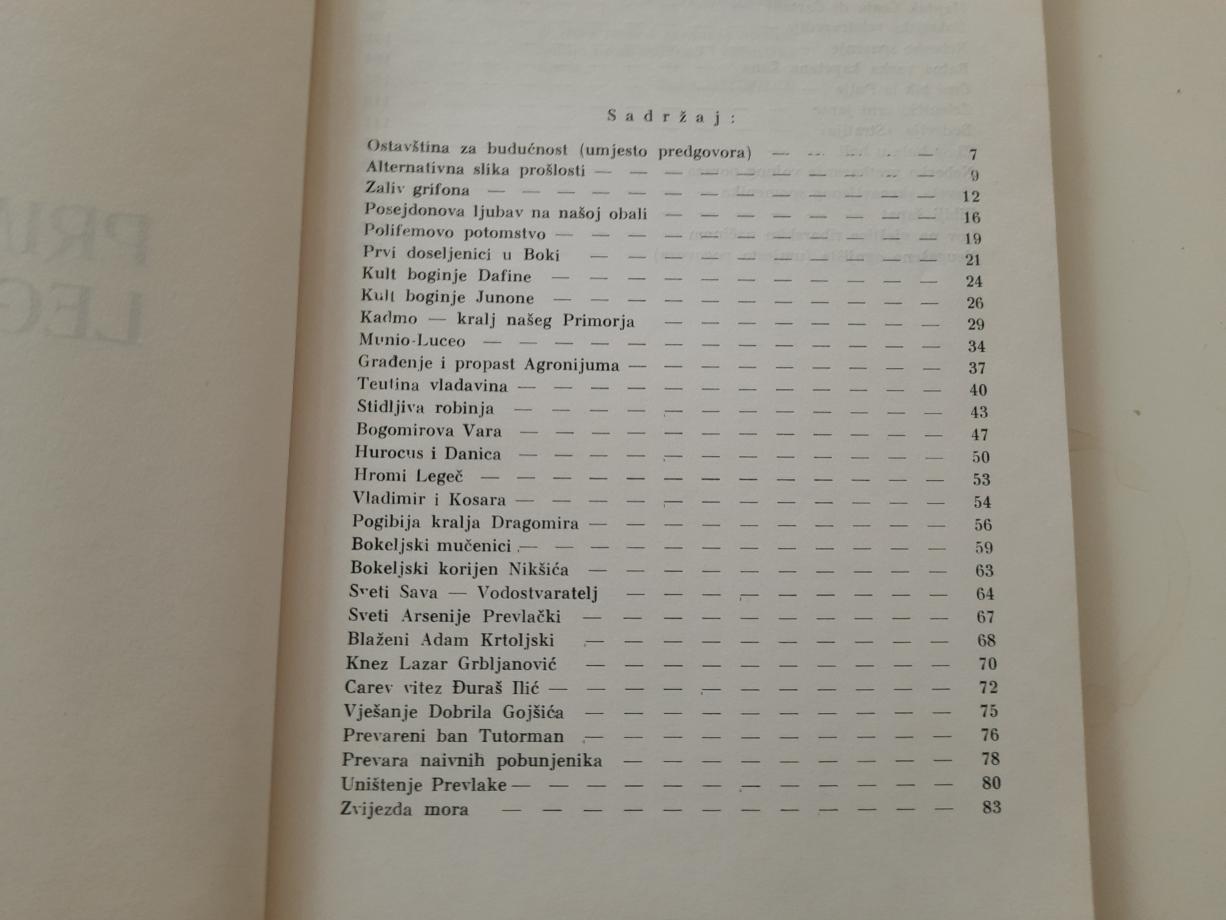 S a d r ž a j :
Ostavština za budućnost (umjesto predgovora) — — — — — 7
Alternativna slika prošlosti — — — — — — — — — 9
Zaliv grifona — — — — — — — — — — — — 12
Posejdonova ljubav na našoj obali — — — — — — — — 16
Polifemovo potomstvo — — — — — — — — — — 19
Prvi doseljenici u Boki — — — — — — — — — — 21
Kult boginje Dafine — — — — — — — — — — — 24
Kult boginje Junone — — — — — — — — — — — 26
Kadmo — kralj našeg Primorja — — — — — — — — 29
Munio-Luceo — — — — — — — — — — — — 34
Građenje i propast Agronijuma — — — — — — — — — 37
Teutina vladavina — — — — — — — — — — — 40
Stidljiva robinja — — — — — — — — — — — — 43
Bogomirova Vara — — — — — — — — — — — 47
Hurocus i Danica — — — — — — — — — — — 50
Hromi Legeč — — — — — — — — — — — — — 53
Vladimir i Kosara — — — — — — — — — — — — 54
Pogibija kralja Dragomira — — — — — — — — — — 56
Bokeljski mučenici — — — — — — — — — — — 59
Bokeljski korijen Nikšića — — — — — — — — — — 63
Sveti Sava — Vodostvaratelj — — — — — — — — — 64
Sveti Arsenije Prevlački — — — — — — — — — — 67
Blaženi Adam Krtoljski — — — — — — — — — — 68
Knez Lazar Grbljanović — — — — — — — — — — 70
Carev vitez Đuraš Ilić — — — — — — — — — — — 72
Vješanje Dobrila Gojšića — — — — — — — — — — 75
Prevareni ban Tutorman — — — — — — — — — — 76
Prevara naivnih pobunjenika — — — — — — — — — 78
Uništenje Prevlake — — — — — — — — — — — — 80
Zvijezda mora — — — — — — — — — — — — 83